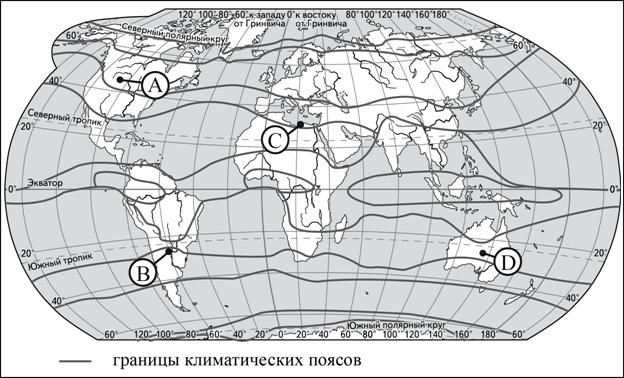 120° 100°-80°-60°к западу 0° к востоку 80°100°120°140°160°180°
от Гринвича от Гринвича
Северный полярный круг
60° 60°
A
40° 40°
Северный тропик
C
20° 20°
Экватор
0° 0°
20° 20°
B D
Южный тропик
40° 40°
Южный полярный круг
60° 120°100°80° 60° 40° 20° 0° 20° 40° 60° 80° 100° 120°140° 60°
границы климатических поясов